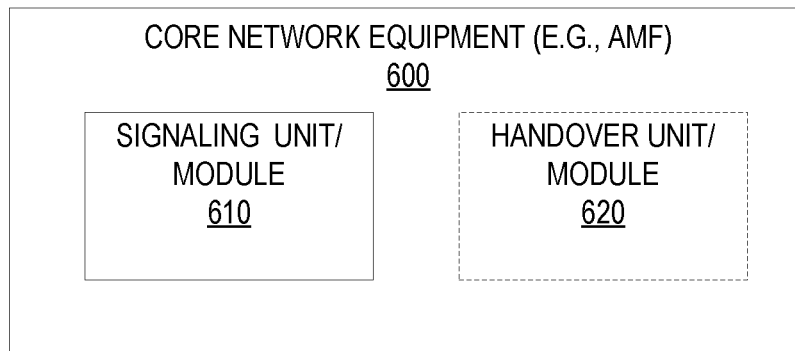 CORE NETWORK EQUIPMENT (E.G., AMF)
600
SIGNALING UNIT/
MODULE
610
HANDOVER UNIT/
MODULE
620